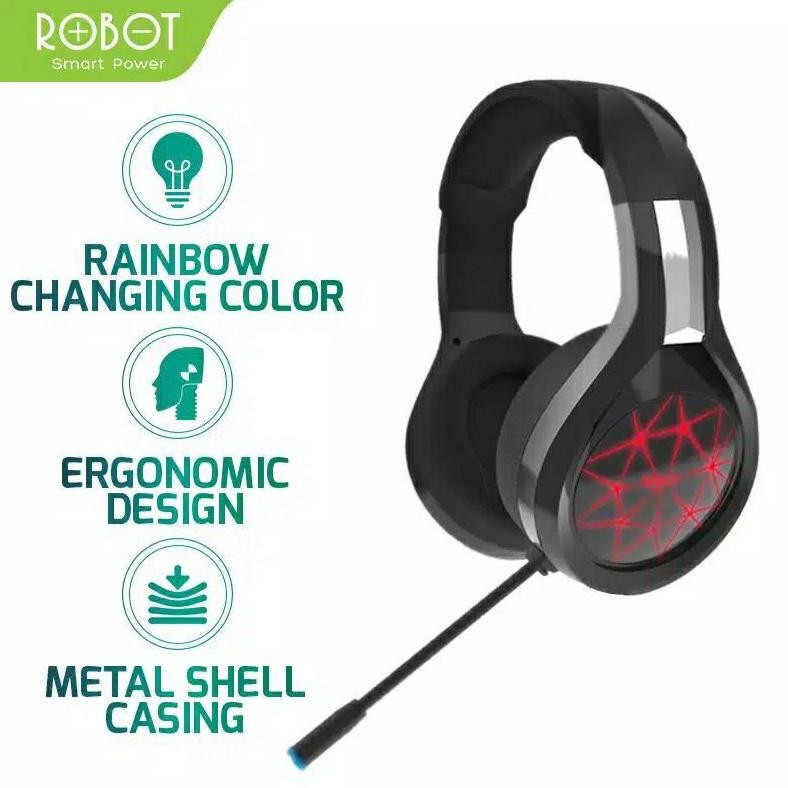 ROBOT
Smart Power
RAINBOW
CHANGING COLOR
ERGONOMIC
DESIGN
METAL SHELL
CASING